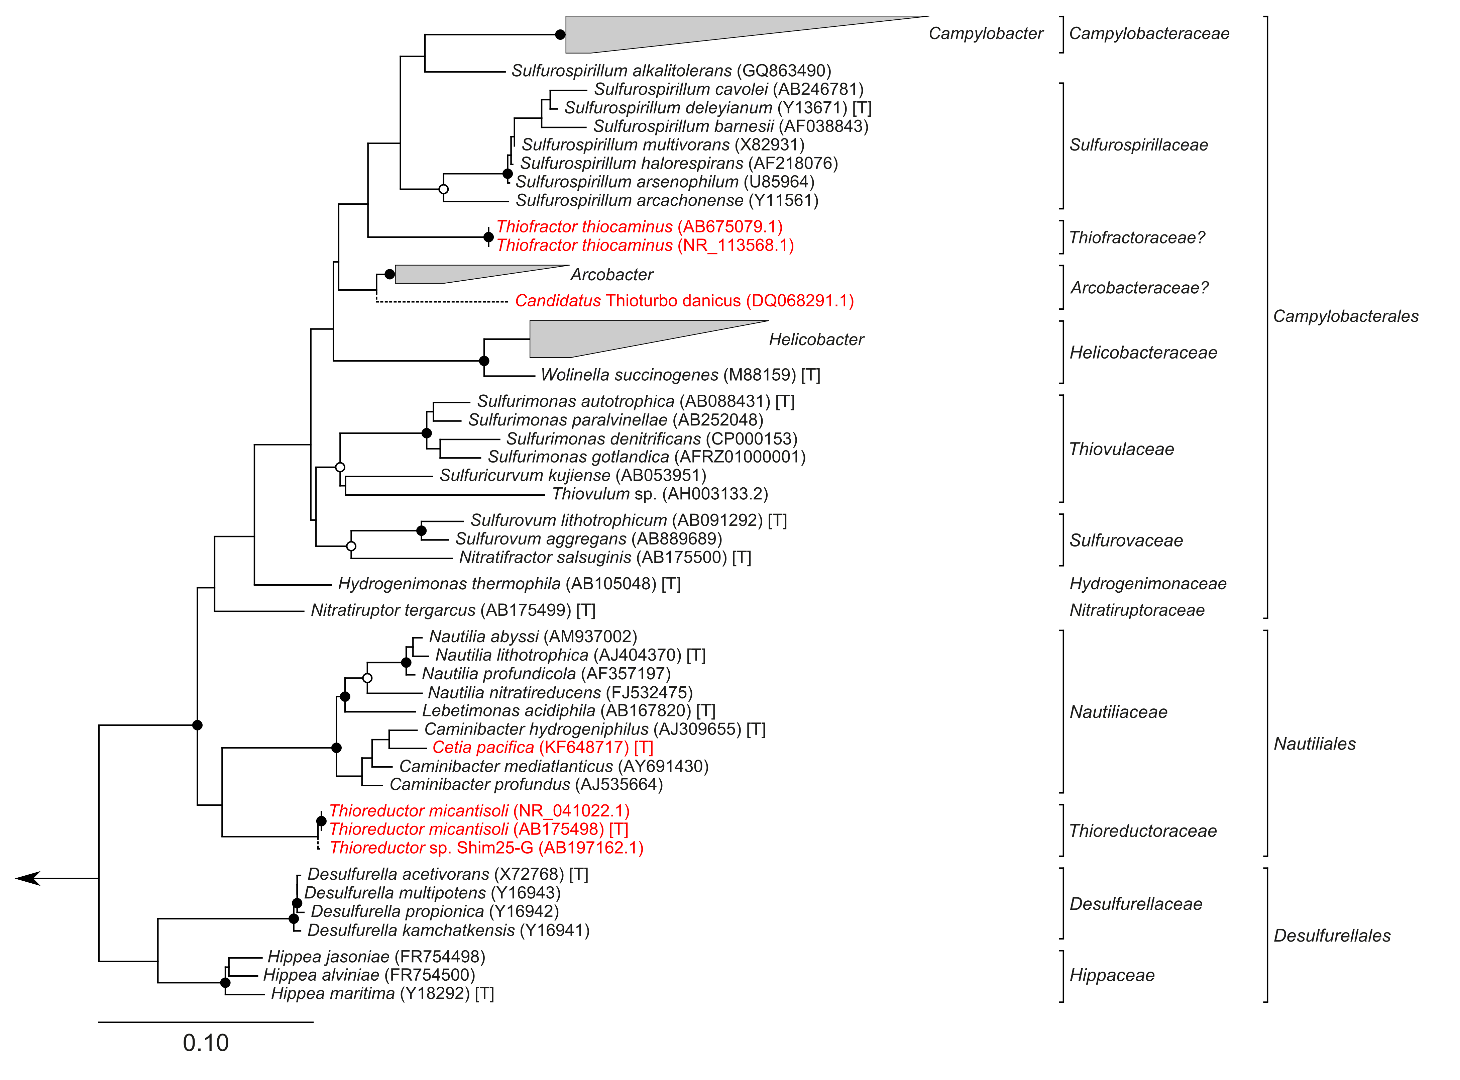 Campylobacter
Campylobacteraceae
Sulfurospirillum alkalitolerans (GQ863490)
Sulfurospirillum cavolei (AB246781)
Sulfurospirillum deleyianum (Y13671) [T]
Sulfurospirillum barnesii (AF038843)
Sulfurospirillum multivorans (X82931)
Sulfurospirillaceae
Sulfurospirillum halorespirans (AF218076)
Sulfurospirillum arsenophilum (U85964)
Sulfurospirillum arcachonense (Y11561)
Thiofractor thiocaminus (AB675079.1)
Thiofractoraceae?
Thiofractor thiocaminus (NR_113568.1)
Arcobacter
Arcobacteraceae?
Candidatus Thioturbo danicus (DQ068291.1)
Campylobacterales
Helicobacter
Helicobacteraceae
Wolinella succinogenes (M88159) [T]
Sulfurimonas autotrophica (AB088431) [T]
Sulfurimonas paralvinellae (AB252048)
Sulfurimonas denitrificans (CP000153)
Thiovulaceae
Sulfurimonas gotlandica (AFRZ01000001)
Sulfuricurvum kujiense (AB053951)
Thiovulum sp. (AH003133.2)
Sulfurovum lithotrophicum (AB091292) [T]
Sulfurovum aggregans (AB889689)
Sulfurovaceae
Nitratifractor salsuginis (AB175500) [T]
Hydrogenimonas thermophila (AB105048) [T]
Hydrogenimonaceae
Nitratiruptor tergarcus (AB175499) [T]
Nitratiruptoraceae
Nautilia abyssi (AM937002)
Nautilia lithotrophica (AJ404370) [T]
Nautilia profundicola (AF357197)
Nautilia nitratireducens (FJ532475)
Lebetimonas acidiphila (AB167820) [T]
Nautiliaceae
Caminibacter hydrogeniphilus (AJ309655) [T]
Cetia pacifica (KF648717) [T]
Nautiliales
Caminibacter mediatlanticus (AY691430)
Caminibacter profundus (AJ535664)
Thioreductor micantisoli (NR_041022.1)
Thioreductor micantisoli (AB175498) [T]
Thioreductoraceae
Thioreductor sp. Shim25-G (AB197162.1)
Desulfurella acetivorans (X72768) [T]
Desulfurella multipotens (Y16943)
Desulfurellaceae
Desulfurella propionica (Y16942)
Desulfurella kamchatkensis (Y16941)
Desulfurellales
Hippea jasoniae (FR754498)
Hippea alviniae (FR754500)
Hippaceae
Hippea maritima (Y18292) [T]
0.10